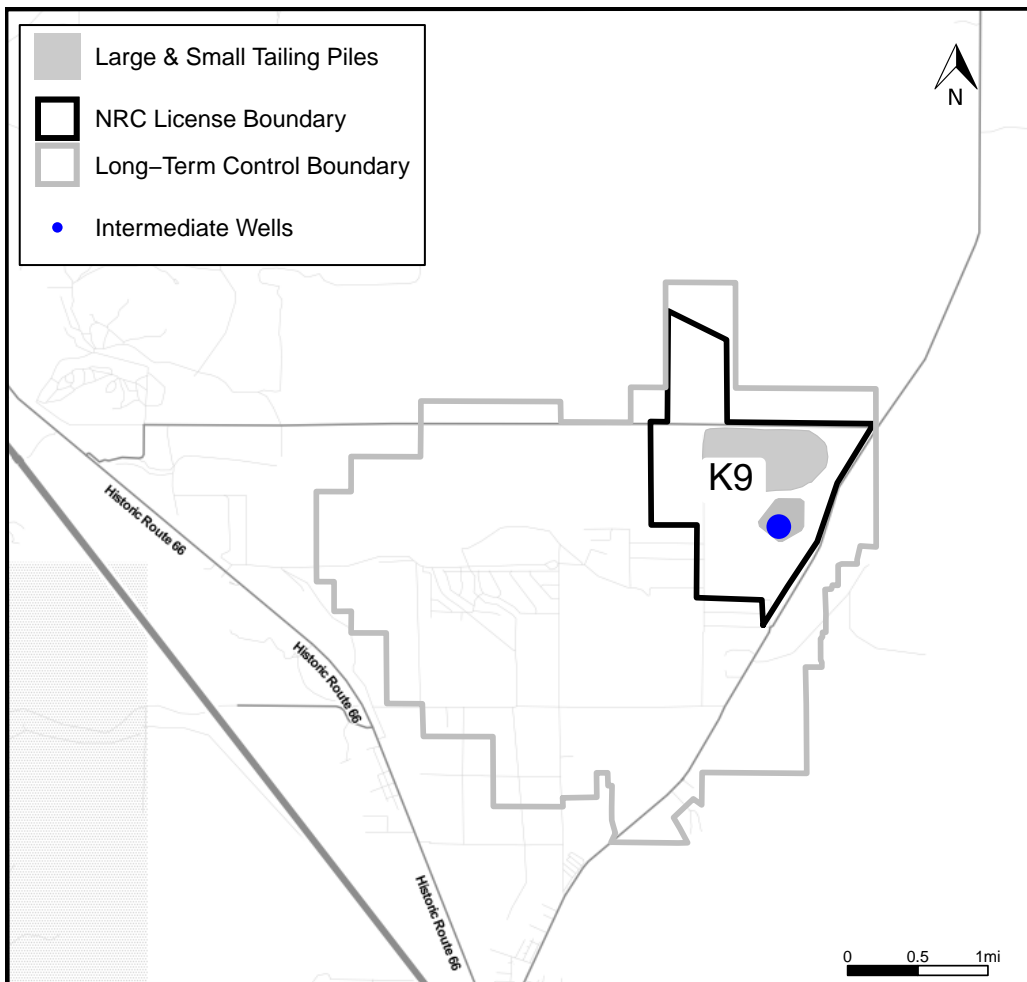 Large & Small Tailing Piles
NRC License Boundary
Long−Term Control Boundary
Intermediate Wells
N
K9
Historic Route 66
Historic Route 66
Historic Route 66
0 0.5 1mi